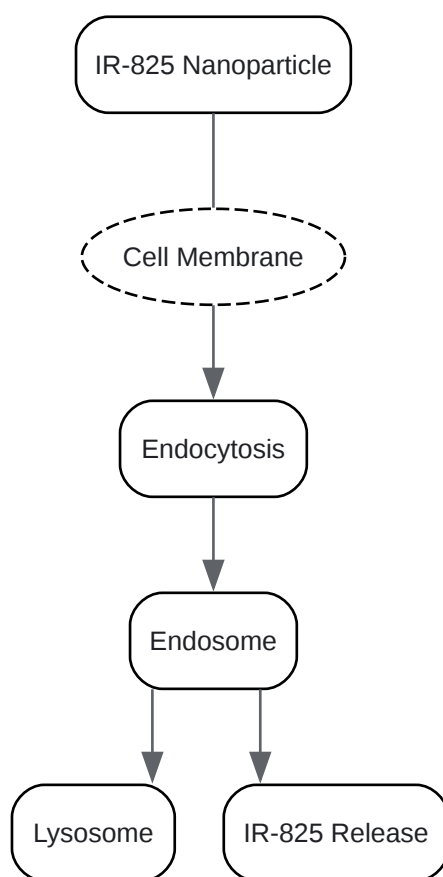 IR-825 Nanoparticle
Cell Membrane
Endocytosis
Endosome
Lysosome
IR-825 Release